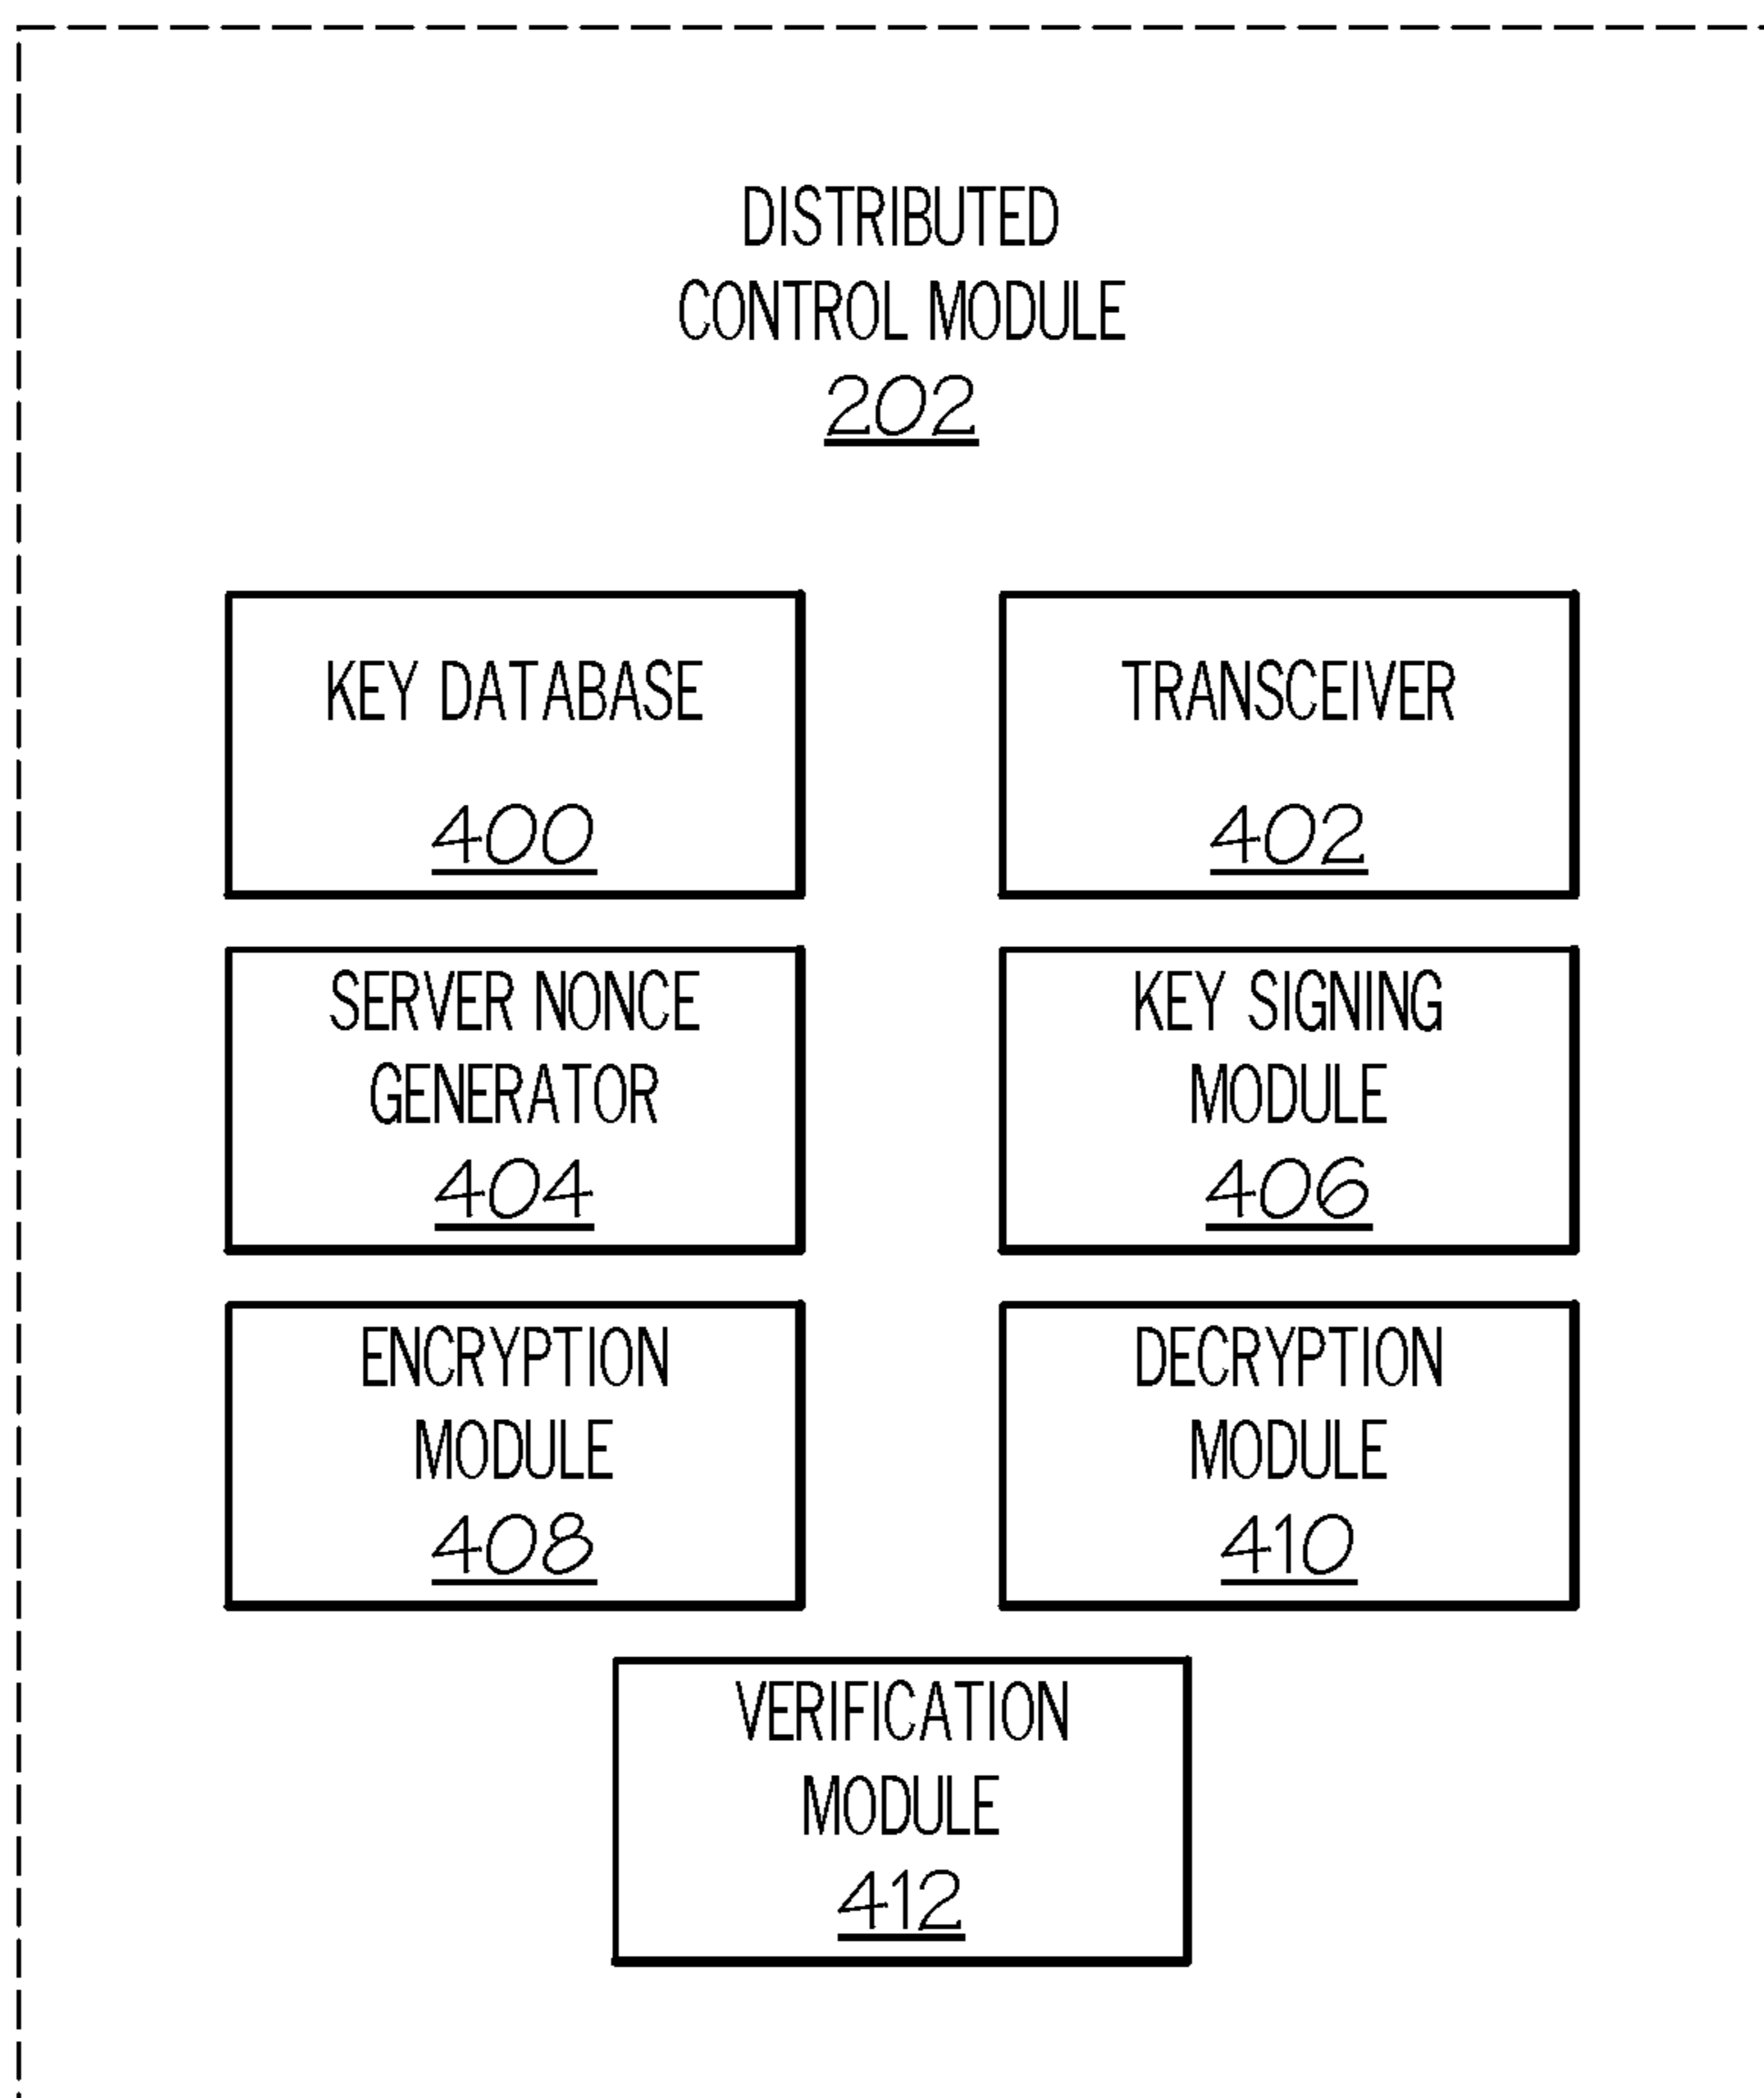 DISTRIBUTED
CONTROL MODULE
202
KEY DATABASE
400
TRANSCEIVER
402
SERVER NONCE
GENERATOR
404
KEY SIGNING
MODULE
406
ENCRYPTION
MODULE
408
DECRYPTION
MODULE
410
VERIFICATION
MODULE
412